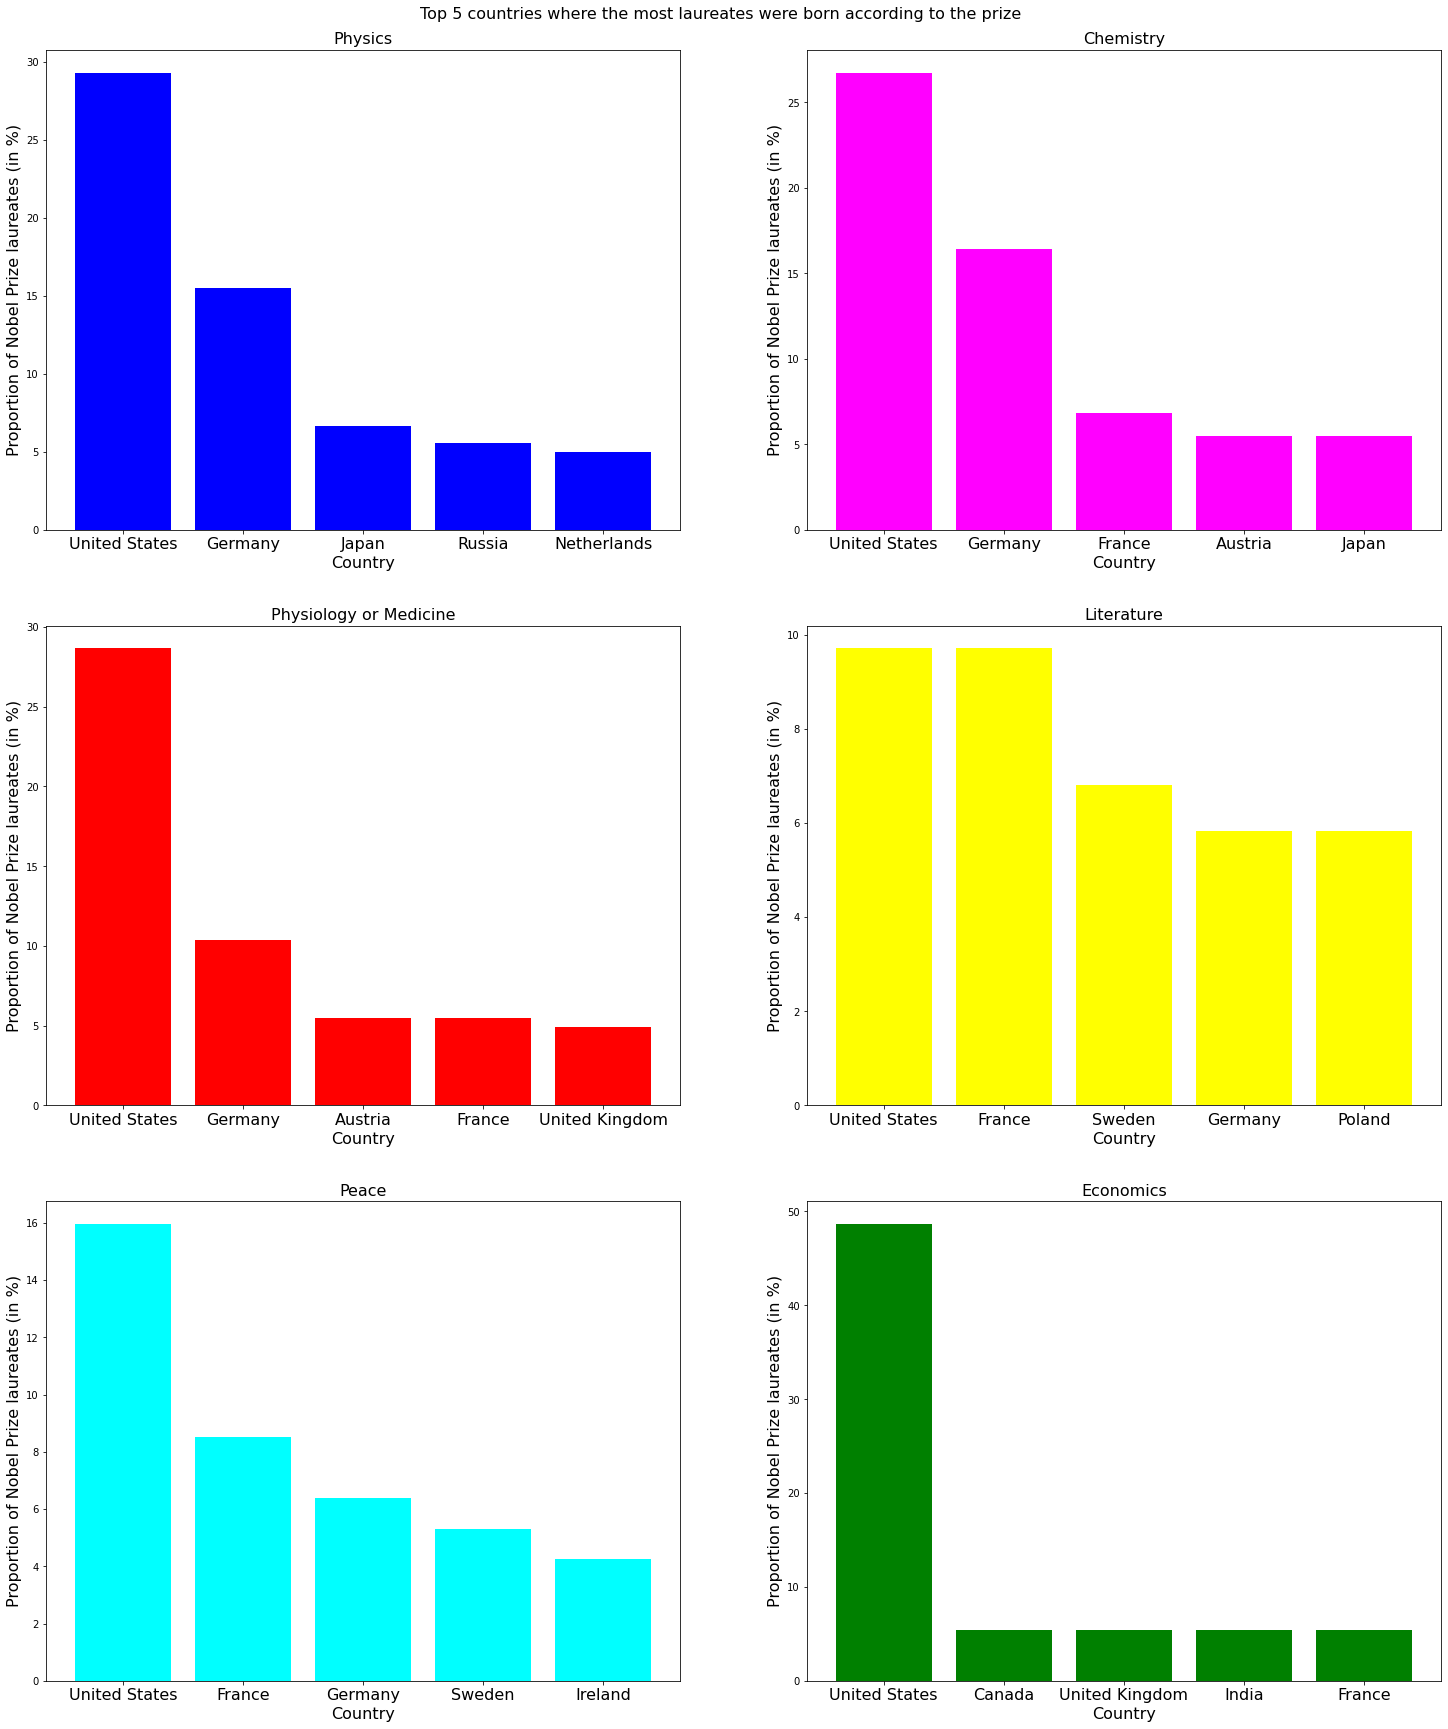 Top 5 countries where the most laureates were born according to the prize
Physics
Proportion of Nobel Prize laureates (in %)
30
25
20
15
10
5
0
United States Germany Japan Russia Netherlands
Country
Chemistry
Proportion of Nobel Prize laureates (in %)
25
20
15
10
5
0
United States Germany France Austria Japan
Country
Physiology or Medicine
Proportion of Nobel Prize laureates (in %)
30
25
20
15
10
5
0
United States Germany Austria France United Kingdom
Country
Literature
Proportion of Nobel Prize laureates (in %)
10
8
6
4
2
0
United States France Sweden Germany Poland
Country
Peace
Proportion of Nobel Prize laureates (in %)
16
14
12
10
8
6
4
2
0
United States France Germany Sweden Ireland
Country
Economics
Proportion of Nobel Prize laureates (in %)
50
40
30
20
10
0
United States Canada United Kingdom India France
Country